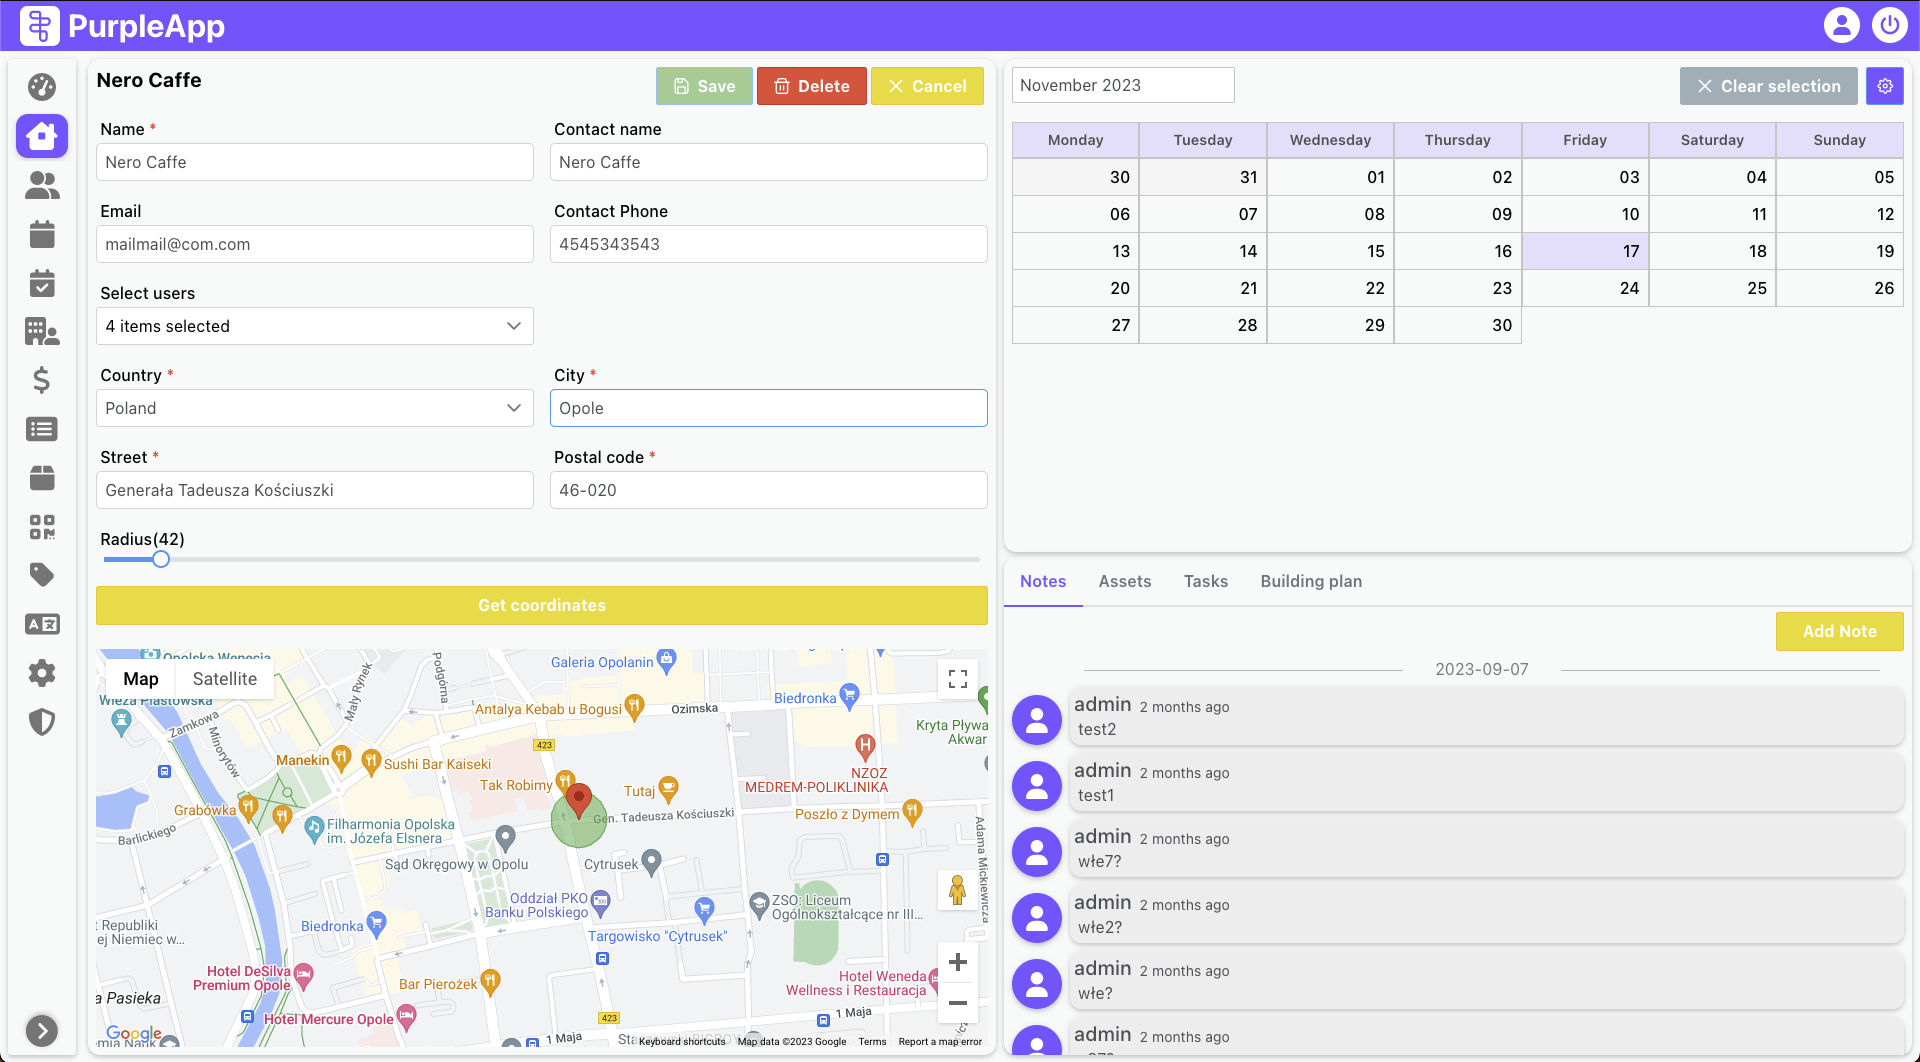 PurpleApp
Nero Caffe
Save
Delete
Cancel
Name *
Contact name
Nero Caffe
Nero Caffe
Email
Contact Phone
mailmail@com.com
4545343543
Select users
4 items selected
Country *
City *
Poland
Opole
Street *
Postal code *
Generała Tadeusza Kościuszki
46-020
Radius(42)
Get coordinates
Map
Satellite
Opolska Wenecja
Wieża Piastowska
Zamkowa
Minorytów
Mały Rynek
Podgórna
Galeria Opolanin
Biedronka
Antalya Kebab u Bogusi
Ozimska
Kryta Pływa
Akwar
423
Manekin
Sushi Bar Kaiseki
Tak Robimy
Tutaj
NZOZ
MEDREM-POLIKLINIKA
Grabówka
Gen. Tadeusza Kościuszki
Poszło z Dymem
Barlickiego
Filharmonia Opolska
im. Józefa Elsnera
Adama Mickiewicza
Sąd Okręgowy w Opolu
Cytrusek
Oddział PKO
Banku Polskiego
ZSO: Liceum
Ogólnokształcące nr III...
t Republiki
ej Niemiec w...
Biedronka
Targowisko "Cytrusek"
Hotel DeSilva
Premium Opole
Bar Pierożek
Hotel Weneda
Wellness i Restauracja
a Pasieka
Hotel Mercure Opole
423
1 Maja
1 Maja
Google
Keyboard shortcuts
Map data ©2023 Google
Terms
Report a map error
November 2023
Clear selection
Monday Tuesday Wednesday Thursday Friday Saturday Sunday
30 31 01 02 03 04 05
06 07 08 09 10 11 12
13 14 15 16 17 18 19
20 21 22 23 24 25 26
27 28 29 30
Notes
Assets
Tasks
Building plan
Add Note
2023-09-07
admin 2 months ago
test2
admin 2 months ago
test1
admin 2 months ago
włe7?
admin 2 months ago
włe2?
admin 2 months ago
włe?
admin 2 months ago